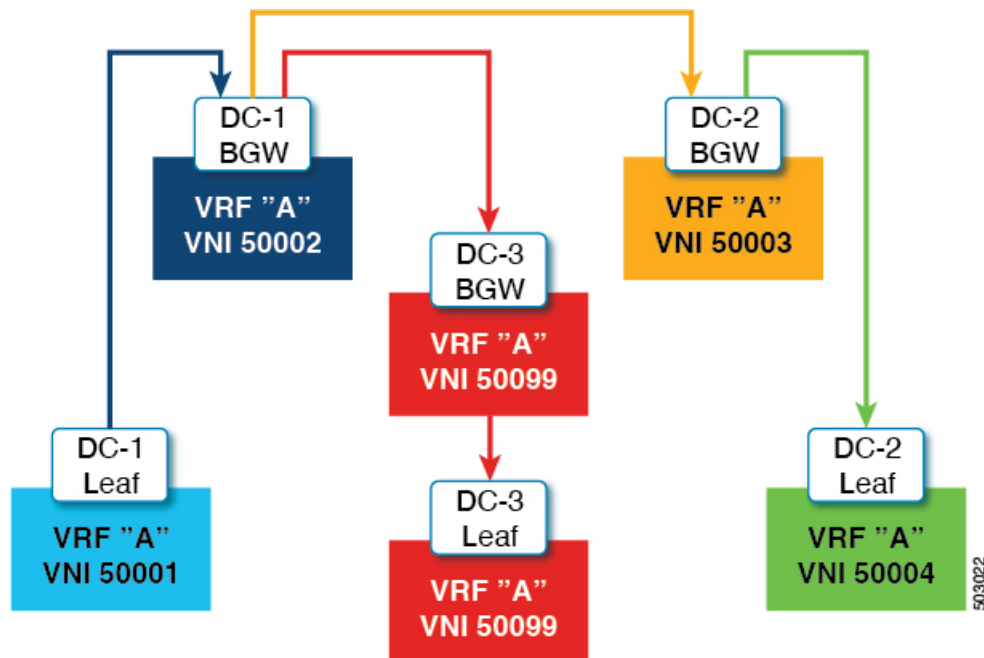 DC-1
BGW
VRF ”A”
VNI 50002
DC-2
BGW
VRF ”A”
VNI 50003
DC-3
BGW
VRF ”A”
VNI 50099
DC-1
Leaf
VRF ”A”
VNI 50001
DC-3
Leaf
VRF ”A”
VNI 50099
DC-2
Leaf
VRF ”A”
VNI 50004
503022